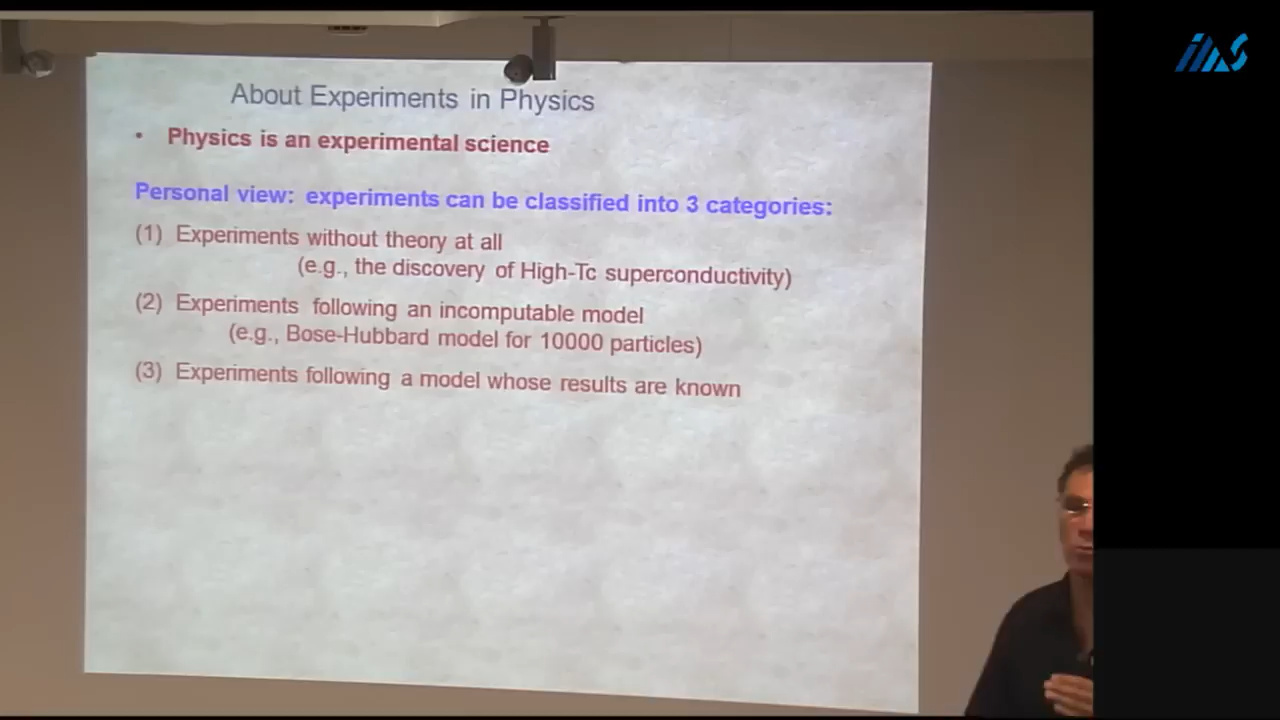 iias
About Experiments in Physics
• Physics is an experimental science
Personal view: experiments can be classified into 3 categories:
(1) Experiments without theory at all
(e.g., the discovery of High-Tc superconductivity)
(2) Experiments following an incomputable model
(e.g., Bose-Hubbard model for 10000 particles)
(3) Experiments following a model whose results are known